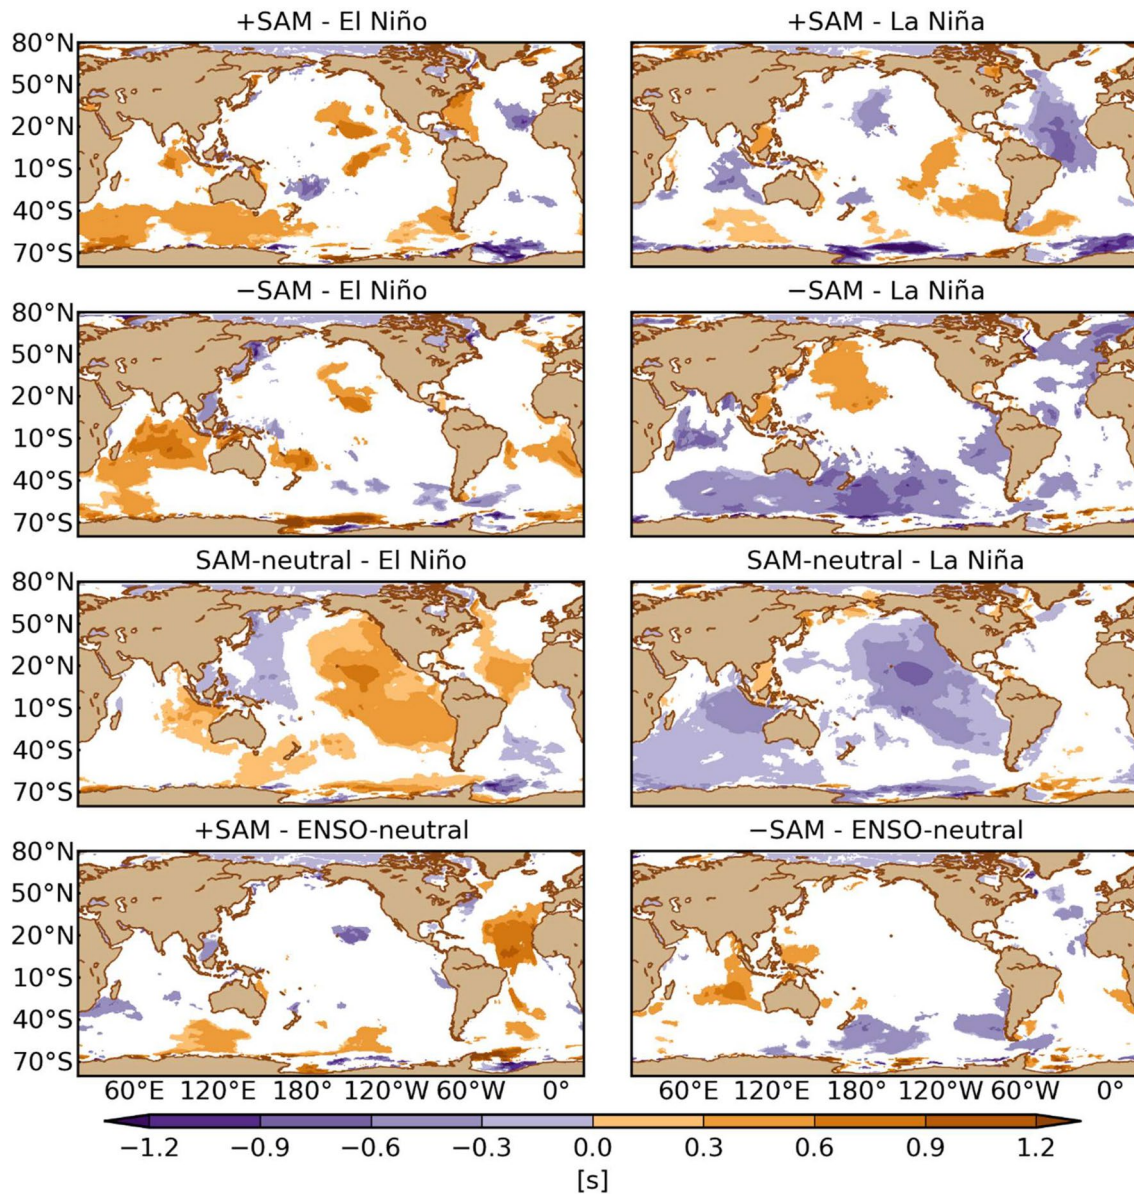 +SAM - El Niño
+SAM - La Niña
80°N
50°N
20°N
10°S
40°S
70°S
−SAM - El Niño
−SAM - La Niña
80°N
50°N
20°N
10°S
40°S
70°S
SAM-neutral - El Niño
SAM-neutral - La Niña
80°N
50°N
20°N
10°S
40°S
70°S
+SAM - ENSO-neutral
−SAM - ENSO-neutral
80°N
50°N
20°N
10°S
40°S
70°S
60°E 120°E 180° 120°W 60°W 0°
60°E 120°E 180° 120°W 60°W 0°
−1.2 −0.9 −0.6 −0.3 0.0 0.3 0.6 0.9 1.2
[s]